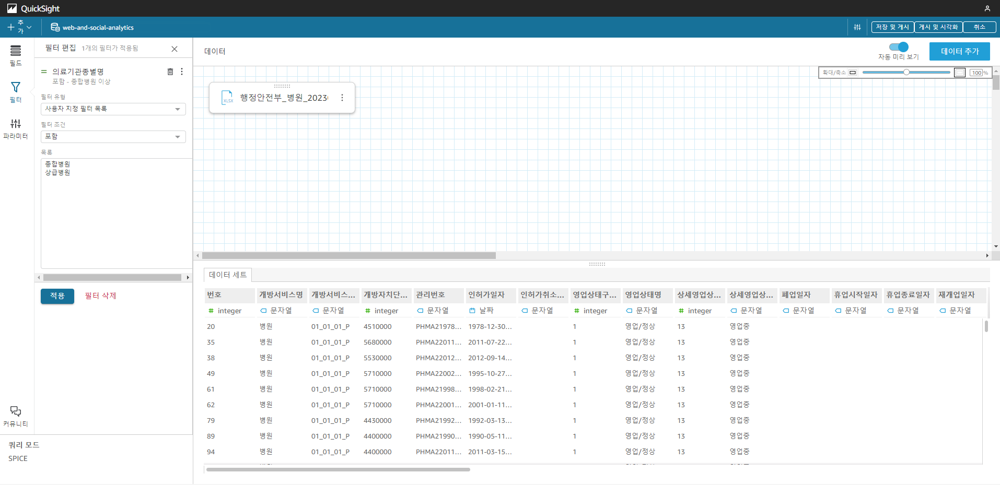 QuickSight
추가
web-and-social-analytics
저장 및 게시
게시 및 시각화
취소
필드
필터
파라미터
커뮤니티
필터 편집 1개의 필터가 적용됨
의료기관종별명
포함 - 종합병원 이상
필터 유형
사용자 지정 필터 목록
필터 조건
포함
목록
종합병원
상급병원
적용 필터 삭제
쿼리 모드
SPICE
데이터
자동 미리 보기
데이터 추가
확대/축소 100 %
XLSX 행정안전부_병원_2023
데이터 세트
번호 개방서비스명 개방서비스... 개방자치단... 관리번호 인허가일자 인허가취소... 영업상태구... 영업상태명 상세영업상... 상세영업상... 폐업일자 휴업시작일자 휴업종료일자 재개업일자
integer 문자열 문자열 integer 문자열 날짜 문자열 integer 문자열 integer 문자열 문자열 문자열 문자열 문자열
20 병원 01_01_01_P 4510000 PHMA21978... 1978-12-30... 1 영업/정상 13 영업중
35 병원 01_01_01_P 5680000 PHMA22011... 2011-07-22... 1 영업/정상 13 영업중
38 병원 01_01_01_P 5530000 PHMA22012... 2012-09-14... 1 영업/정상 13 영업중
49 병원 01_01_01_P 5710000 PHMA22002... 1995-10-27... 1 영업/정상 13 영업중
61 병원 01_01_01_P 5710000 PHMA21998... 1998-02-21... 1 영업/정상 13 영업중
62 병원 01_01_01_P 5710000 PHMA22001... 2001-01-11... 1 영업/정상 13 영업중
79 병원 01_01_01_P 4430000 PHMA21992... 1992-03-13... 1 영업/정상 13 영업중
89 병원 01_01_01_P 4400000 PHMA21990... 1990-05-11... 1 영업/정상 13 영업중
94 병원 01_01_01_P 4400000 PHMA22011... 2011-03-15... 1 영업/정상 13 영업중